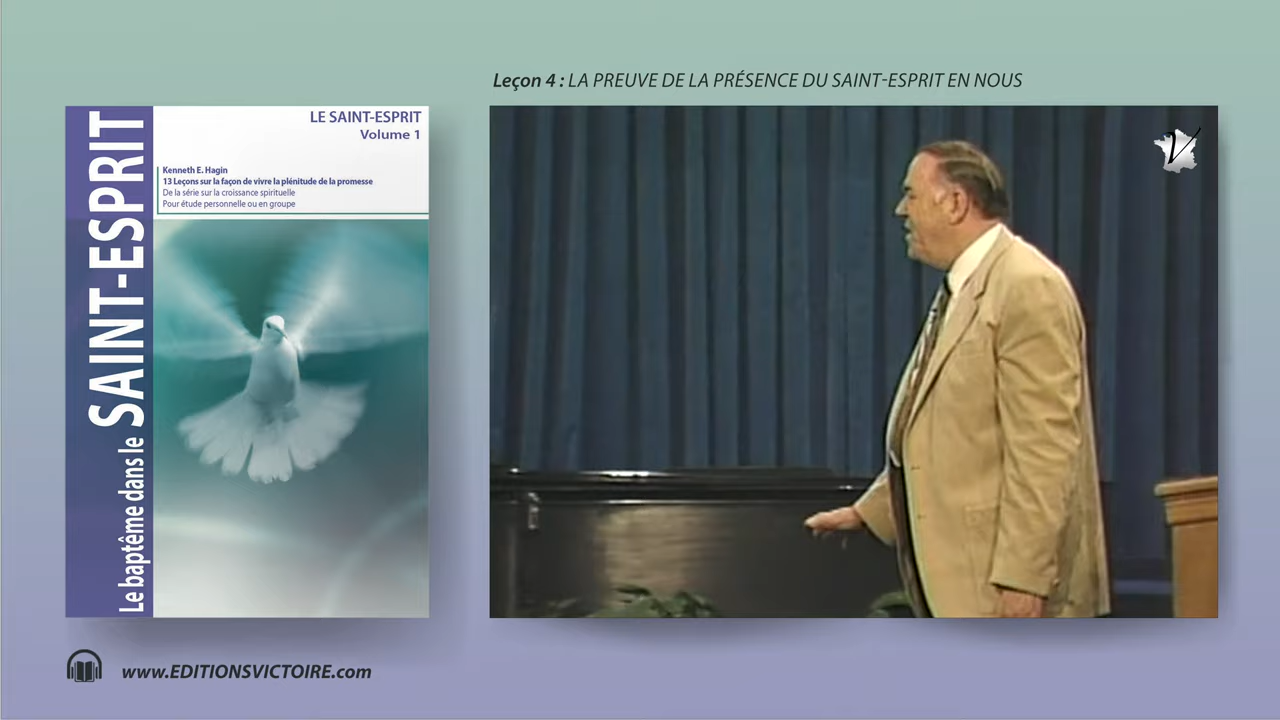 Leçon 4 : LA PREUVE DE LA PRÉSENCE DU SAINT-ESPRIT EN NOUS
Le baptême dans le SAINT-ESPRIT
LE SAINT-ESPRIT
Volume 1
Kenneth E. Hagin
13 Leçons sur la façon de vivre la plénitude de la promesse
De la série sur la croissance spirituelle
Pour étude personnelle ou en groupe
V
www.EDITIONSVICTOIRE.com